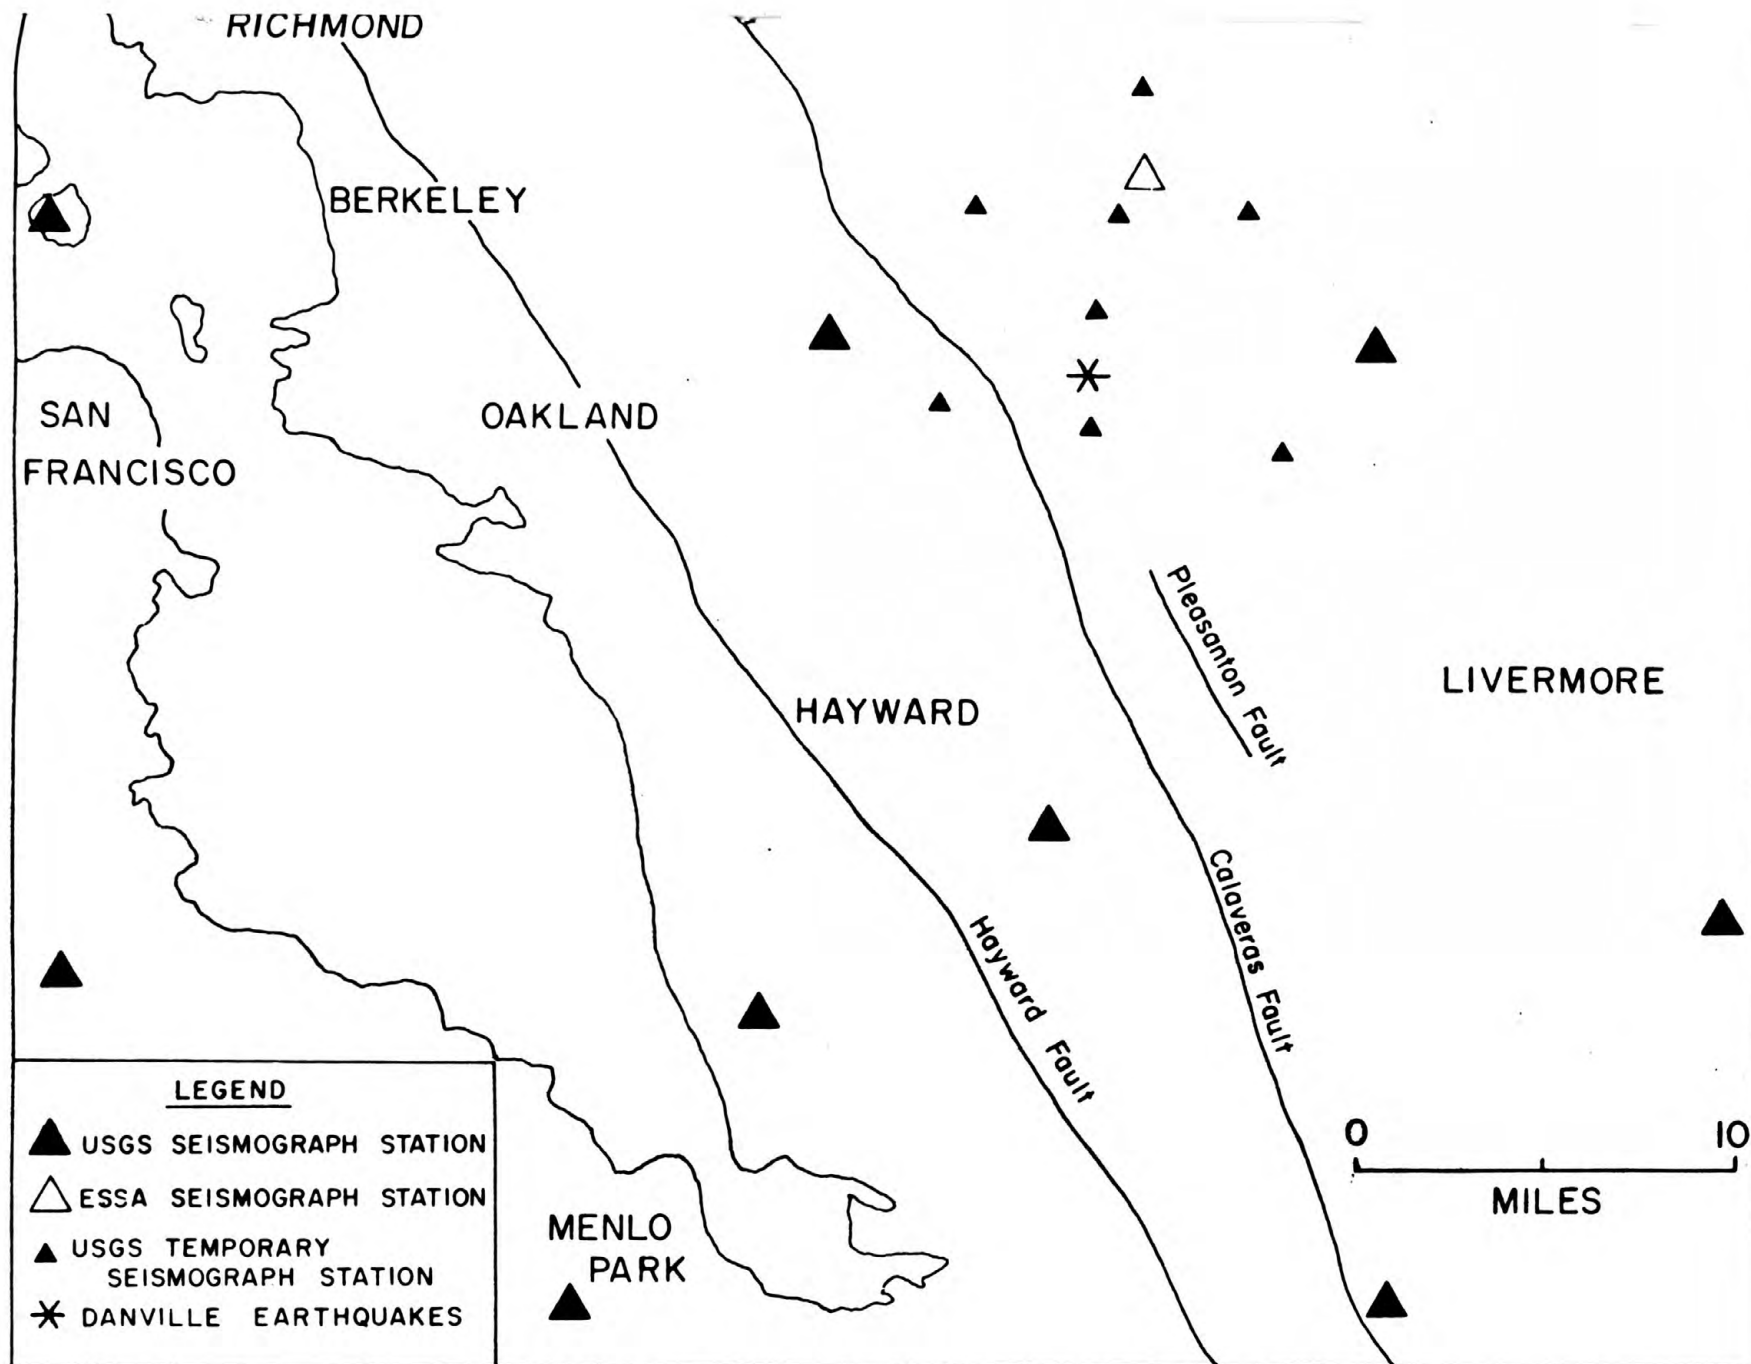 RICHMOND
BERKELEY
SAN
FRANCISCO
OAKLAND
Pleasanton Fault
LIVERMORE
HAYWARD
Calaveras Fault
Hayward Fault
LEGEND
USGS SEISMOGRAPH STATION
ESSA SEISMOGRAPH STATION
USGS TEMPORARY
SEISMOGRAPH STATION
DANVILLE EARTHQUAKES
MENLO
PARK
0 10
MILES